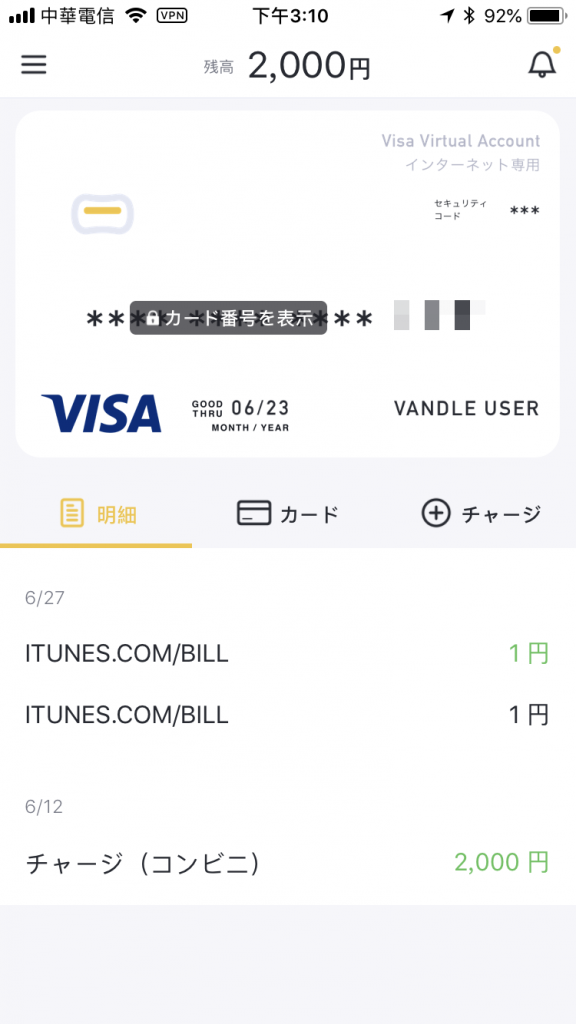 中華電信 VPN 下午3:10 92%
残高 2,000円
Visa Virtual Account
インターネット専用
セキュリティ
コード ***
** カード番号を表示 **
VISA GOOD THRU 06/23 MONTH / YEAR VANDLE USER
明細 カード チャージ
6/27
ITUNES.COM/BILL 1 円
ITUNES.COM/BILL 1 円
6/12
チャージ（コンビニ） 2,000 円